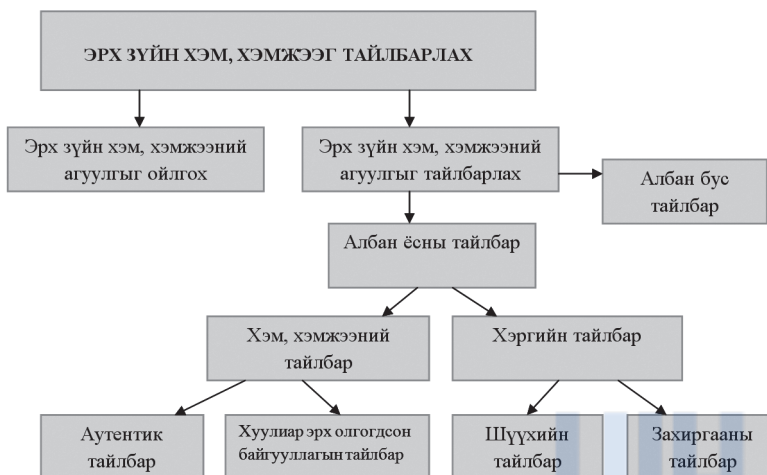 ЭРХ ЗҮЙН ХЭМ, ХЭМЖЭЭГ ТАЙЛБАРЛАХ
Эрх зүйн хэм, хэмжээний
агуулгыг ойлгох
Эрх зүйн хэм, хэмжээний
агуулгыг тайлбарлах
Албан бус
тайлбар
Албан ёсны тайлбар
Хэм, хэмжээний
тайлбар
Хэргийн тайлбар
Аутентик
тайлбар
Хуулиар эрх олгогдсон
байгууллагын тайлбар
Шүүхийн
тайлбар
Захиргааны
тайлбар